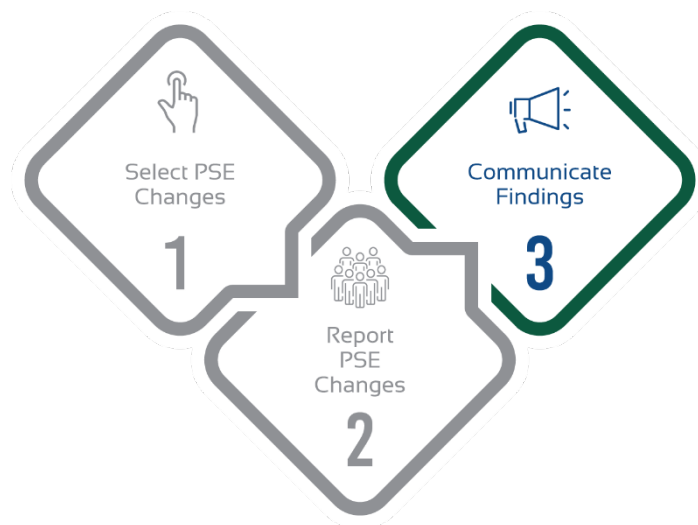 Select PSE
Changes
1
Report
PSE
Changes
2
Communicate
Findings
3